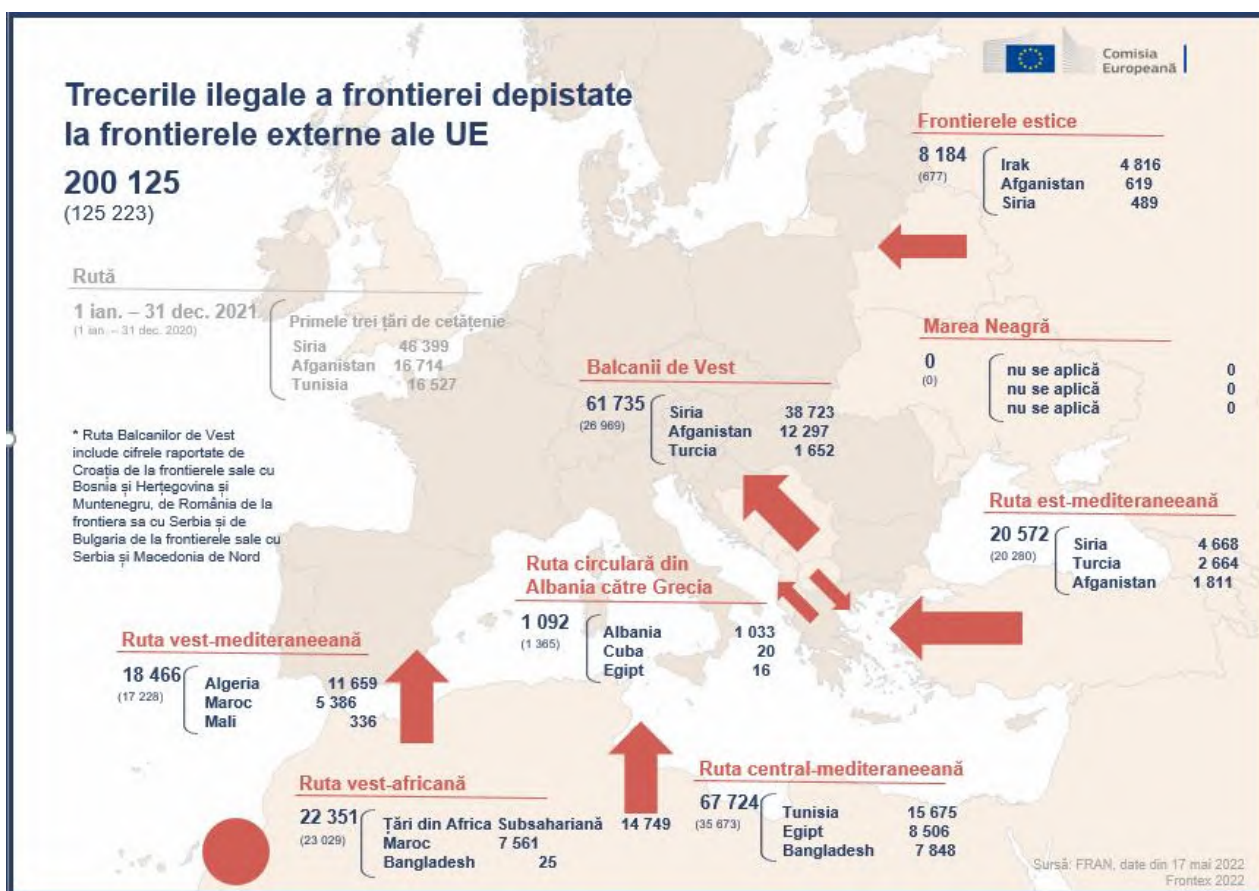 Comisia
Europeană
Trecerile ilegale a frontierei depistate
la frontierele externe ale UE
200 125
(125 223)
Rută
1 ian. – 31 dec. 2021
(1 ian. – 31 dec. 2020)
Primele trei țări de cetățenie
Siria 46 399
Afganistan 16 714
Tunisia 16 527
* Ruta Balcanilor de Vest
include cifrele raportate de
Croația de la frontierele sale cu
Bosnia și Herțegovina și
Muntenegru, de România de la
frontiera sa cu Serbia și de
Bulgaria de la frontierele sale cu
Serbia și Macedonia de Nord
Frontierele estice
8 184
(677)
Irak 4 816
Afganistan 619
Siria 489
Marea Neagră
0
(0)
nu se aplică 0
nu se aplică 0
nu se aplică 0
Balcanii de Vest
61 735
(26 969)
Siria 38 723
Afganistan 12 297
Turcia 1 652
Ruta est-mediteraneeană
20 572
(20 280)
Siria 4 668
Turcia 2 664
Afganistan 1 811
Ruta circulară din
Albania către Grecia
1 092
(1 365)
Albania 1 033
Cuba 20
Egipt 16
Ruta vest-mediteraneeană
18 466
(17 228)
Algeria 11 659
Maroc 5 386
Mali 336
Ruta vest-africană
22 351
(23 029)
Țări din Africa Subsahariană 14 749
Maroc 7 561
Bangladesh 25
Ruta central-mediteraneeană
67 724
(35 673)
Tunisia 15 675
Egipt 8 506
Bangladesh 7 848
Sursă: FRAN, date din 17 mai 2022
Frontex 2022